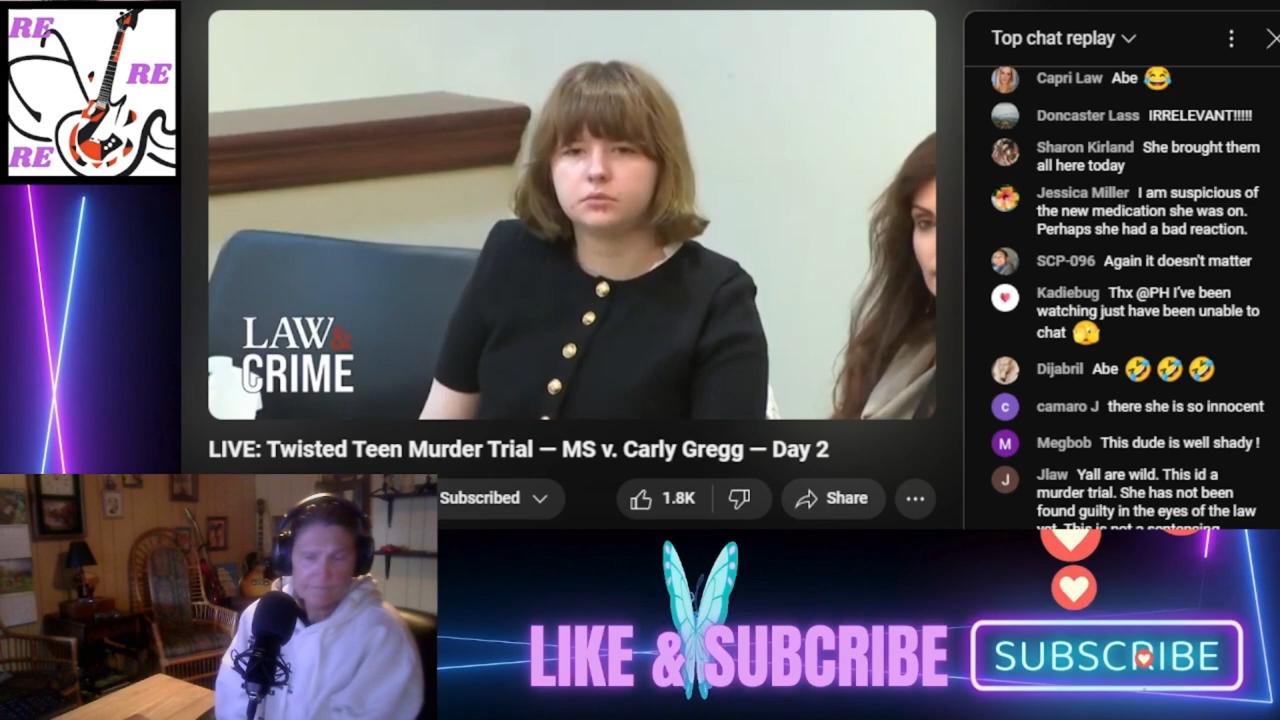 RE
RE
RE
LAW&
CRIME
LIVE: Twisted Teen Murder Trial — MS v. Carly Gregg — Day 2
Subscribed
1.8K
Share
Top chat replay
Capri Law Abe 😂
Doncaster Lass IRRELEVANT!!!!!
Sharon Kirland She brought them
all here today
Jessica Miller I am suspicious of
the new medication she was on.
Perhaps she had a bad reaction.
SCP-096 Again it doesn't matter
Kadiebug Thx @PH I've been
watching just have been unable to
chat 🫣
Dijabril Abe 🤣🤣🤣
C
camaro J there she is so innocent
M
Megbob This dude is well shady !
J
Jlaw Yall are wild. This id a
murder trial. She has not been
found guilty in the eyes of the law
yet. This is not a sentencing
LIKE & SUBCRIBE
SUBSCRIBE